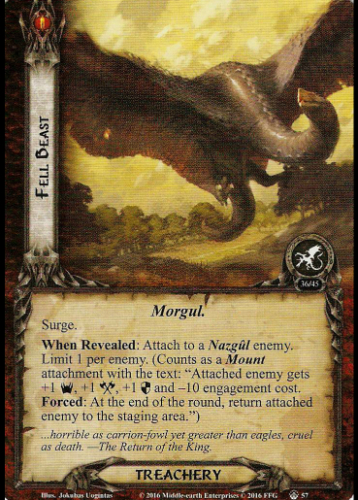 FELL BEAST
36/45
Morgul.
Surge.
When Revealed: Attach to a Nazgûl enemy.
Limit 1 per enemy. (Counts as a Mount
attachment with the text: “Attached enemy gets
+1 , +1 , +1 and –10 engagement cost.
Forced: At the end of the round, return attached
enemy to the staging area.”)
...horrible as carrion-fowl yet greater than eagles, cruel
as death. —The Return of the King.
TREACHERY
Illus. Jokubas Uogintas
© 2016 Middle-earth Enterprises © 2016 FFG
57